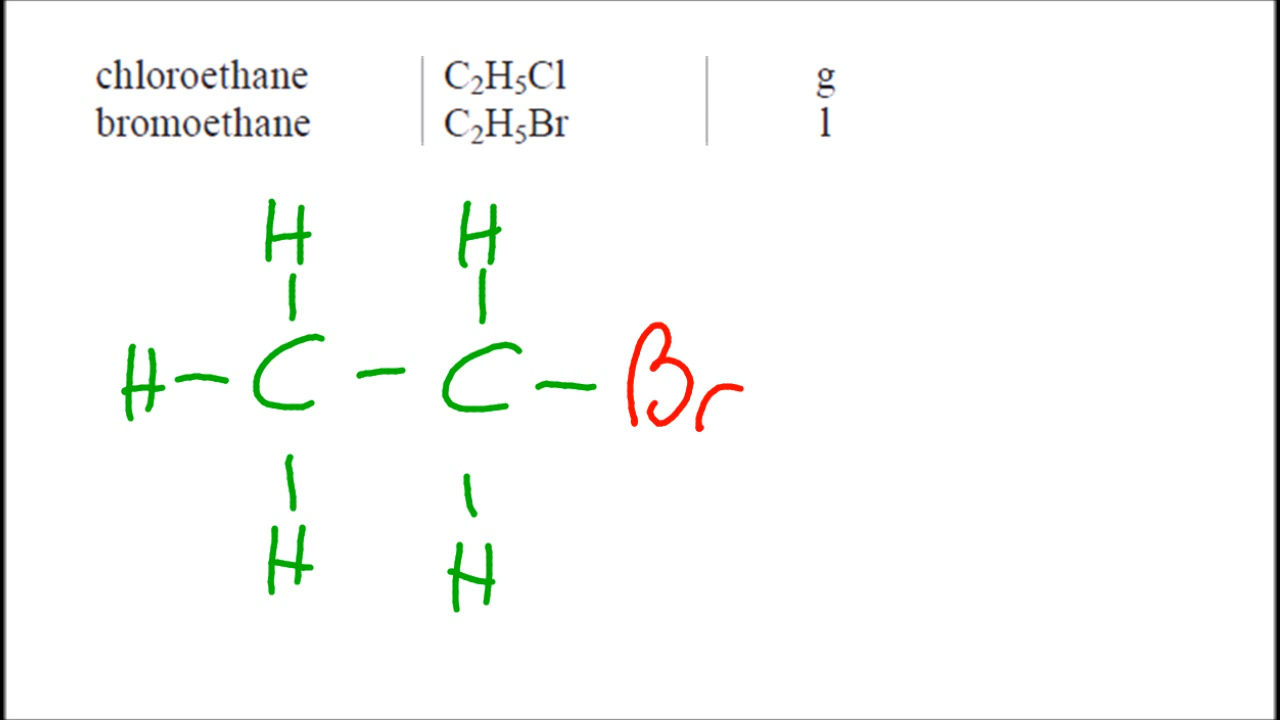 chloroethane C₂H₅Cl g
bromoethane C₂H₅Br l
H H
H – C – C – Br
H H